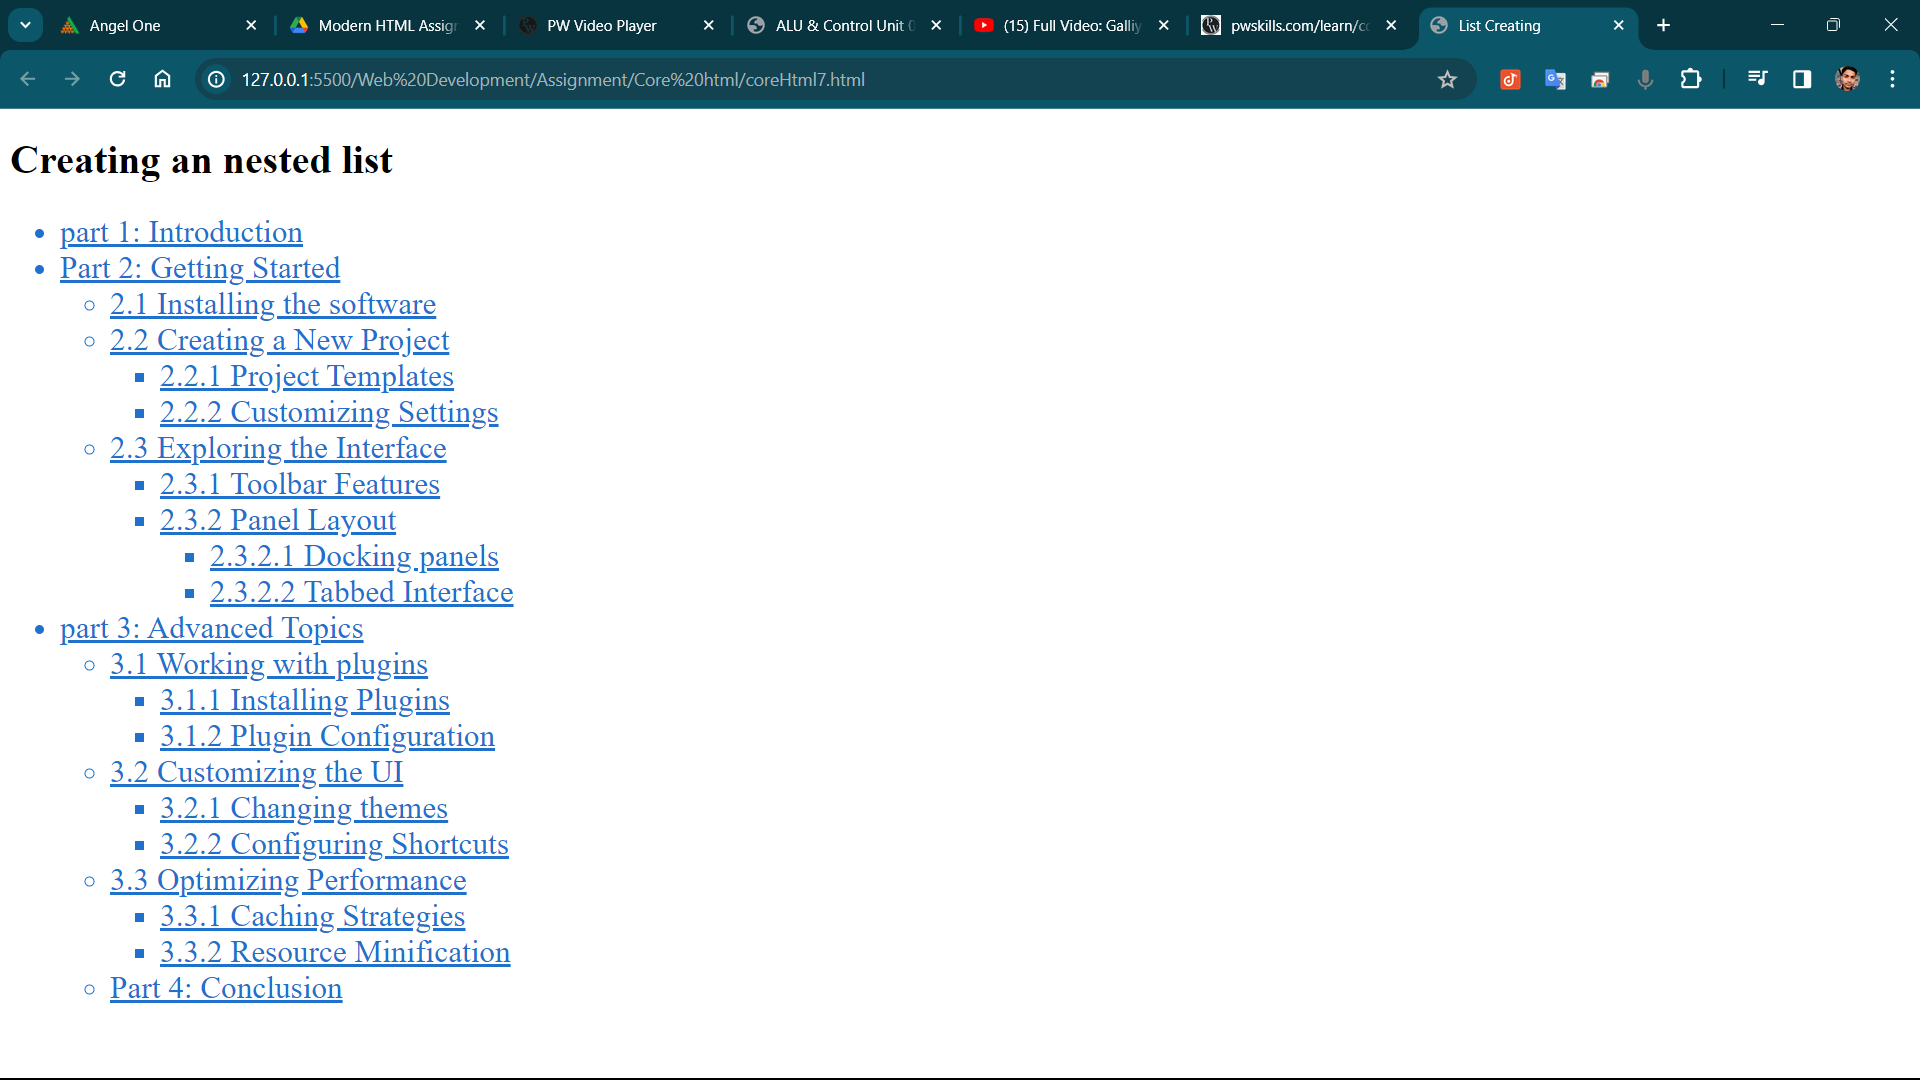 Angel One
Modern HTML Assig
PW Video Player
ALU & Control Unit
(15) Full Video: Galliy
pwskills.com/learn/co
List Creating
127.0.0.1:5500/Web%20Development/Assignment/Core%20html/coreHtml7.html
Creating an nested list
part 1: Introduction
Part 2: Getting Started
2.1 Installing the software
2.2 Creating a New Project
2.2.1 Project Templates
2.2.2 Customizing Settings
2.3 Exploring the Interface
2.3.1 Toolbar Features
2.3.2 Panel Layout
2.3.2.1 Docking panels
2.3.2.2 Tabbed Interface
part 3: Advanced Topics
3.1 Working with plugins
3.1.1 Installing Plugins
3.1.2 Plugin Configuration
3.2 Customizing the UI
3.2.1 Changing themes
3.2.2 Configuring Shortcuts
3.3 Optimizing Performance
3.3.1 Caching Strategies
3.3.2 Resource Minification
Part 4: Conclusion